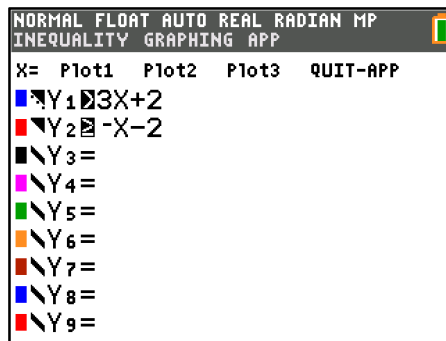 NORMAL FLOAT AUTO REAL RADIAN MP
INEQUALITY GRAPHING APP
X= Plot1 Plot2 Plot3 QUIT-APP
Y1>3X+2
Y2≥-X-2
Y3=
Y4=
Y5=
Y6=
Y7=
Y8=
Y9=